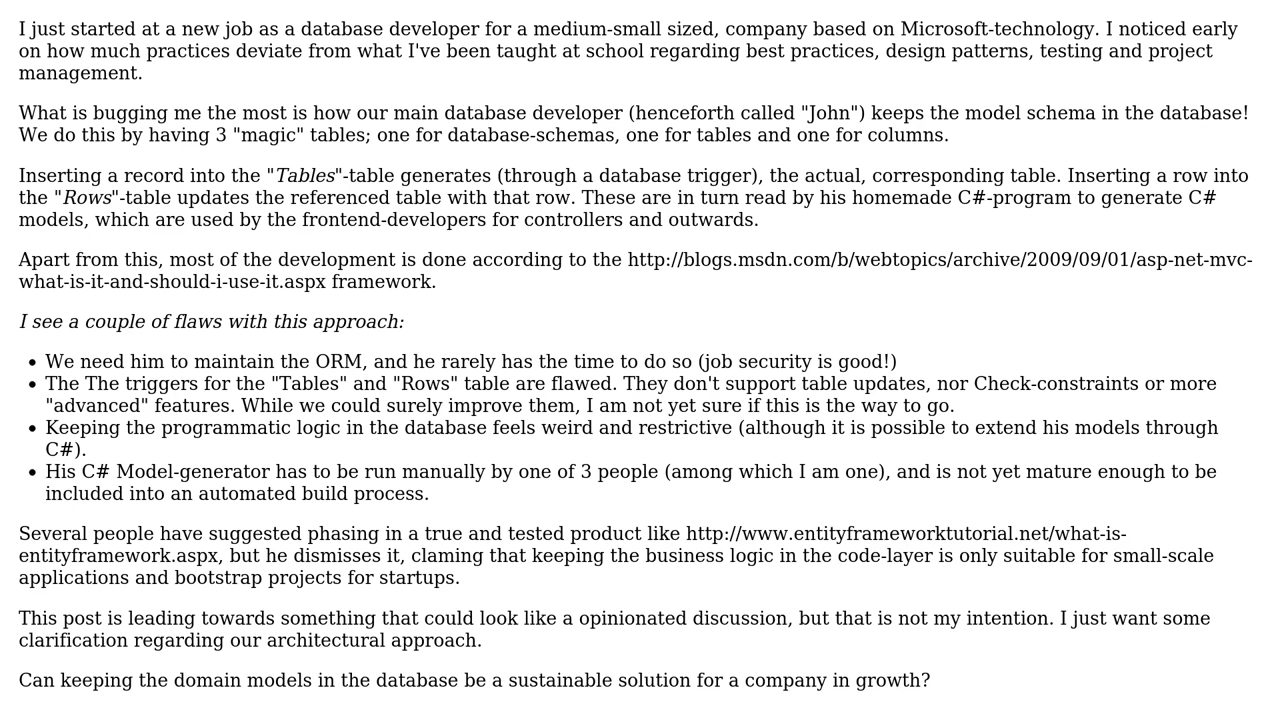 I just started at a new job as a database developer for a medium-small sized, company based on Microsoft-technology. I noticed early
on how much practices deviate from what I've been taught at school regarding best practices, design patterns, testing and project
management.
What is bugging me the most is how our main database developer (henceforth called "John") keeps the model schema in the database!
We do this by having 3 "magic" tables; one for database-schemas, one for tables and one for columns.
Inserting a record into the "Tables"-table generates (through a database trigger), the actual, corresponding table. Inserting a row into
the "Rows"-table updates the referenced table with that row. These are in turn read by his homemade C#-program to generate C#
models, which are used by the frontend-developers for controllers and outwards.
Apart from this, most of the development is done according to the http://blogs.msdn.com/b/webtopics/archive/2009/09/01/asp-net-mvc-
what-is-it-and-should-i-use-it.aspx framework.
I see a couple of flaws with this approach:
• We need him to maintain the ORM, and he rarely has the time to do so (job security is good!)
• The The triggers for the "Tables" and "Rows" table are flawed. They don't support table updates, nor Check-constraints or more
"advanced" features. While we could surely improve them, I am not yet sure if this is the way to go.
• Keeping the programmatic logic in the database feels weird and restrictive (although it is possible to extend his models through
C#).
• His C# Model-generator has to be run manually by one of 3 people (among which I am one), and is not yet mature enough to be
included into an automated build process.
Several people have suggested phasing in a true and tested product like http://www.entityframeworktutorial.net/what-is-
entityframework.aspx, but he dismisses it, claming that keeping the business logic in the code-layer is only suitable for small-scale
applications and bootstrap projects for startups.
This post is leading towards something that could look like a opinionated discussion, but that is not my intention. I just want some
clarification regarding our architectural approach.
Can keeping the domain models in the database be a sustainable solution for a company in growth?